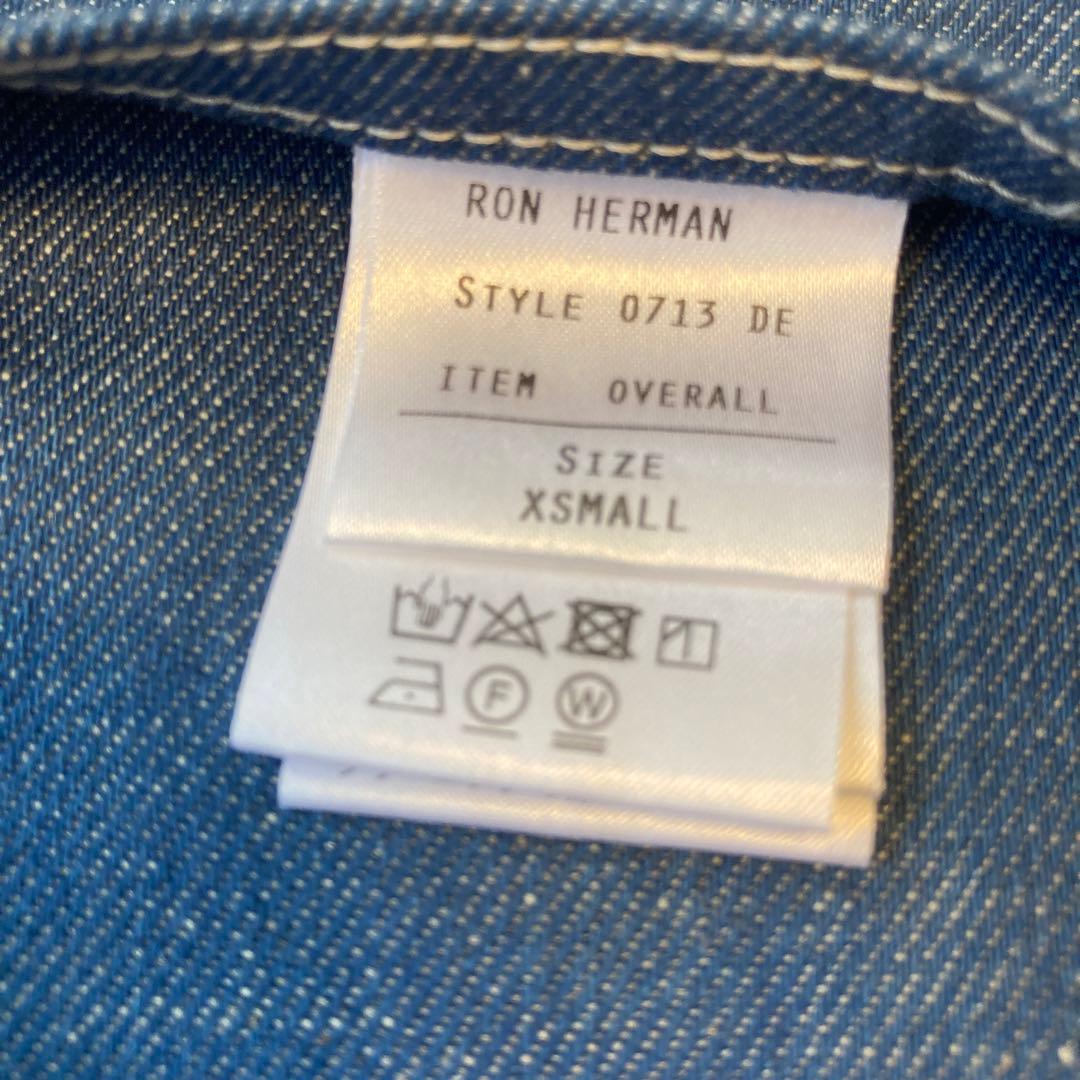 RON HERMAN
STYLE 0713 DE
ITEM OVERALL
SIZE
XSMALL
F W